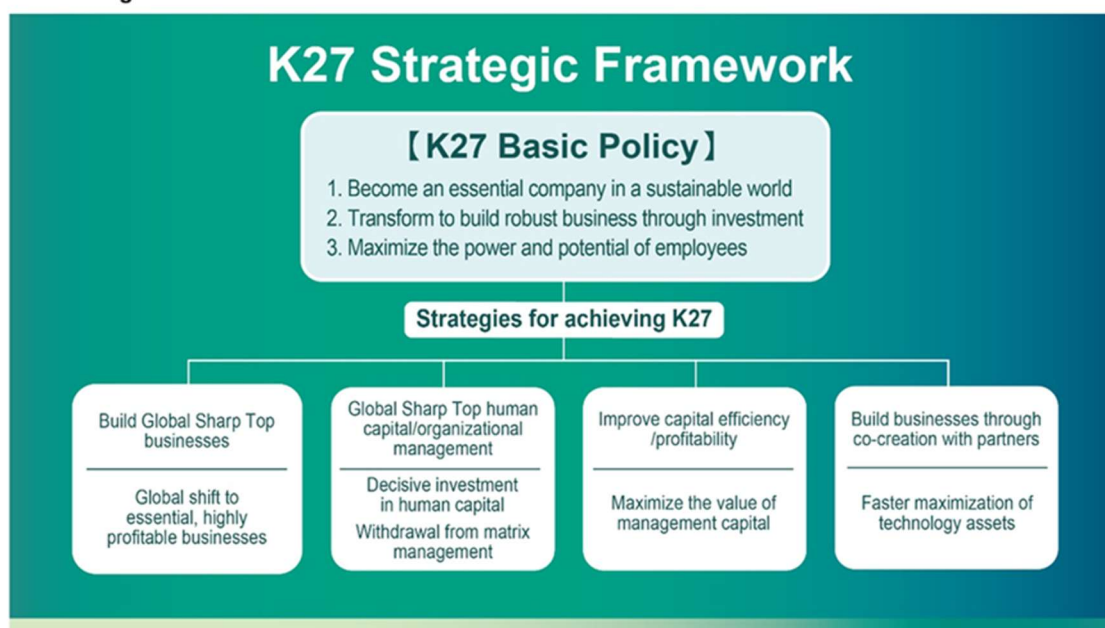 K27 Strategic Framework
【K27 Basic Policy】
1. Become an essential company in a sustainable world
2. Transform to build robust business through investment
3. Maximize the power and potential of employees
Strategies for achieving K27
Build Global Sharp Top
businesses
Global shift to
essential, highly
profitable businesses
Global Sharp Top human
capital/organizational
management
Decisive investment
in human capital
Withdrawal from matrix
management
Improve capital efficiency
/profitability
Maximize the value of
management capital
Build businesses through
co-creation with partners
Faster maximization of
technology assets